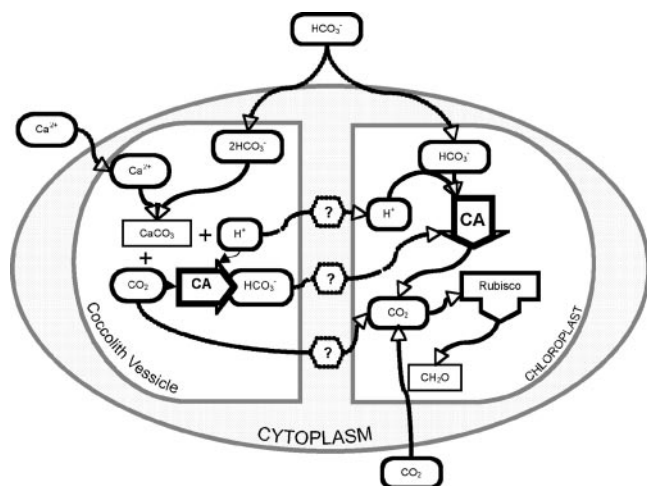 HCO₃⁻
Ca²⁺
Ca²⁺
2HCO₃⁻
HCO₃⁻
CaCO₃
+
H⁺
?
H⁺
CA
+
CO₂
CA
HCO₃⁻
?
CO₂
Rubisco
?
CH₂O
Coccolith Vessicle
CHLOROPLAST
CYTOPLASM
CO₂